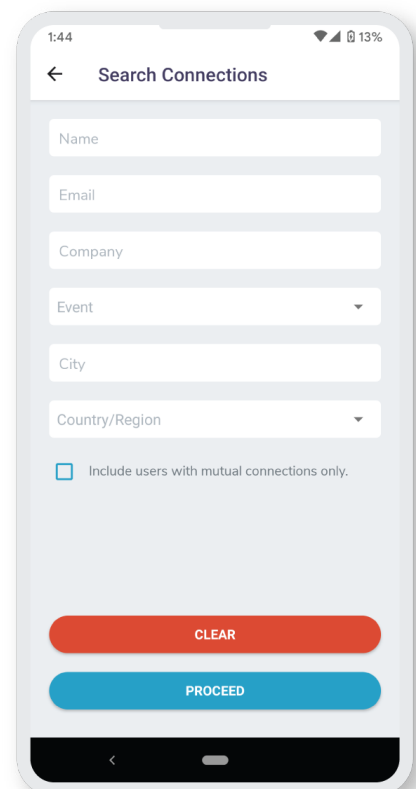 1:44 13%
Search Connections
Name
Email
Company
Event
City
Country/Region
Include users with mutual connections only.
CLEAR
PROCEED